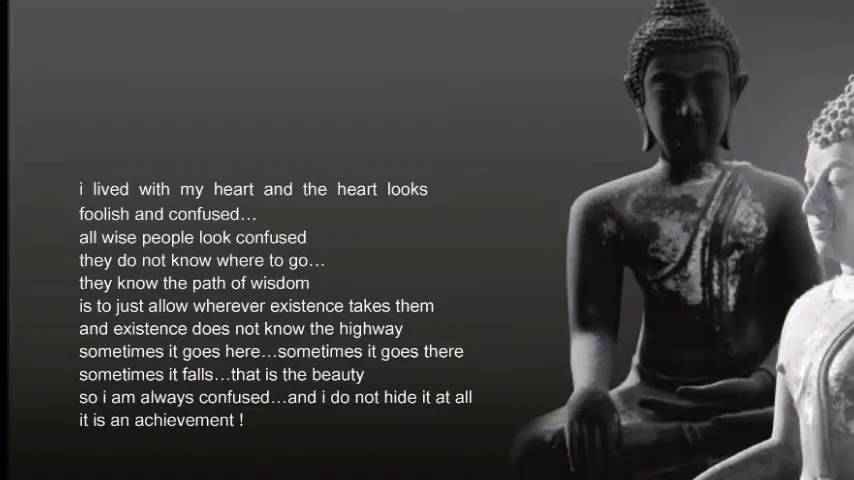 i lived with my heart and the heart looks
foolish and confused…
all wise people look confused
they do not know where to go…
they know the path of wisdom
is to just allow wherever existence takes them
and existence does not know the highway
sometimes it goes here…sometimes it goes there
sometimes it falls…that is the beauty
so i am always confused…and i do not hide it at all
it is an achievement !